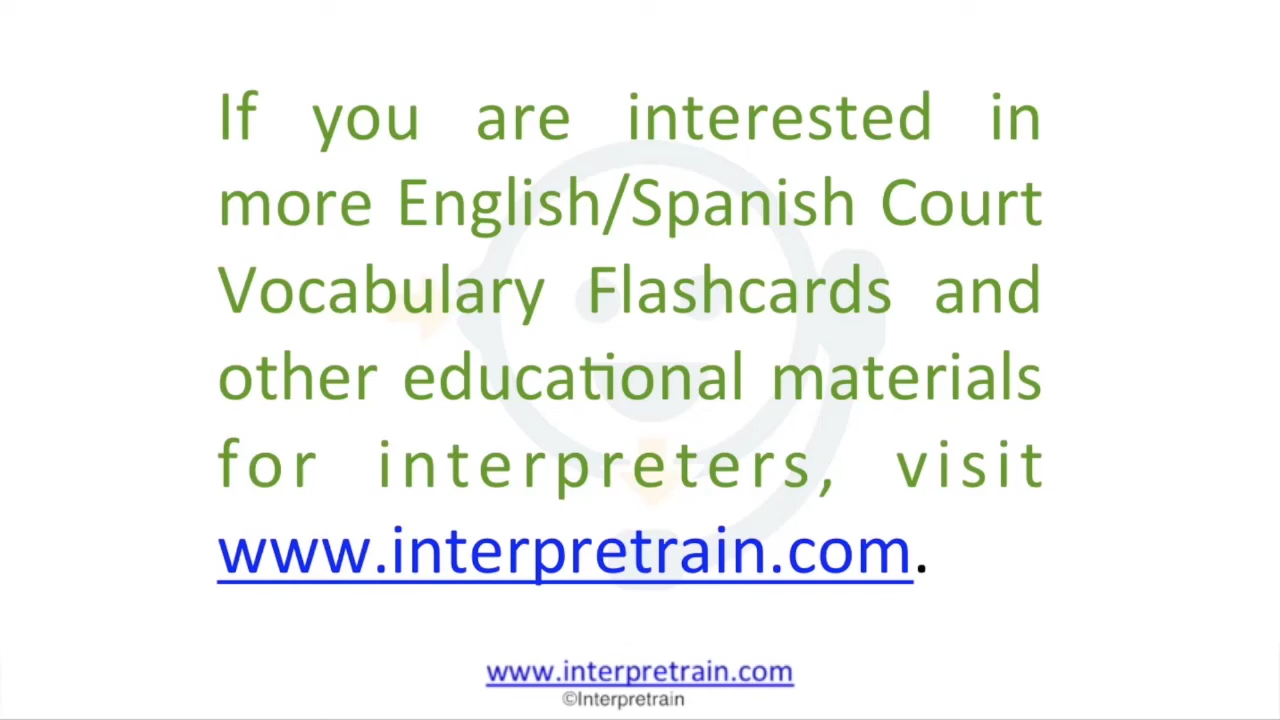 If you are interested in
more English/Spanish Court
Vocabulary Flashcards and
other educational materials
for interpreters, visit
www.interpretrain.com.
www.interpretrain.com
©Interpretrain